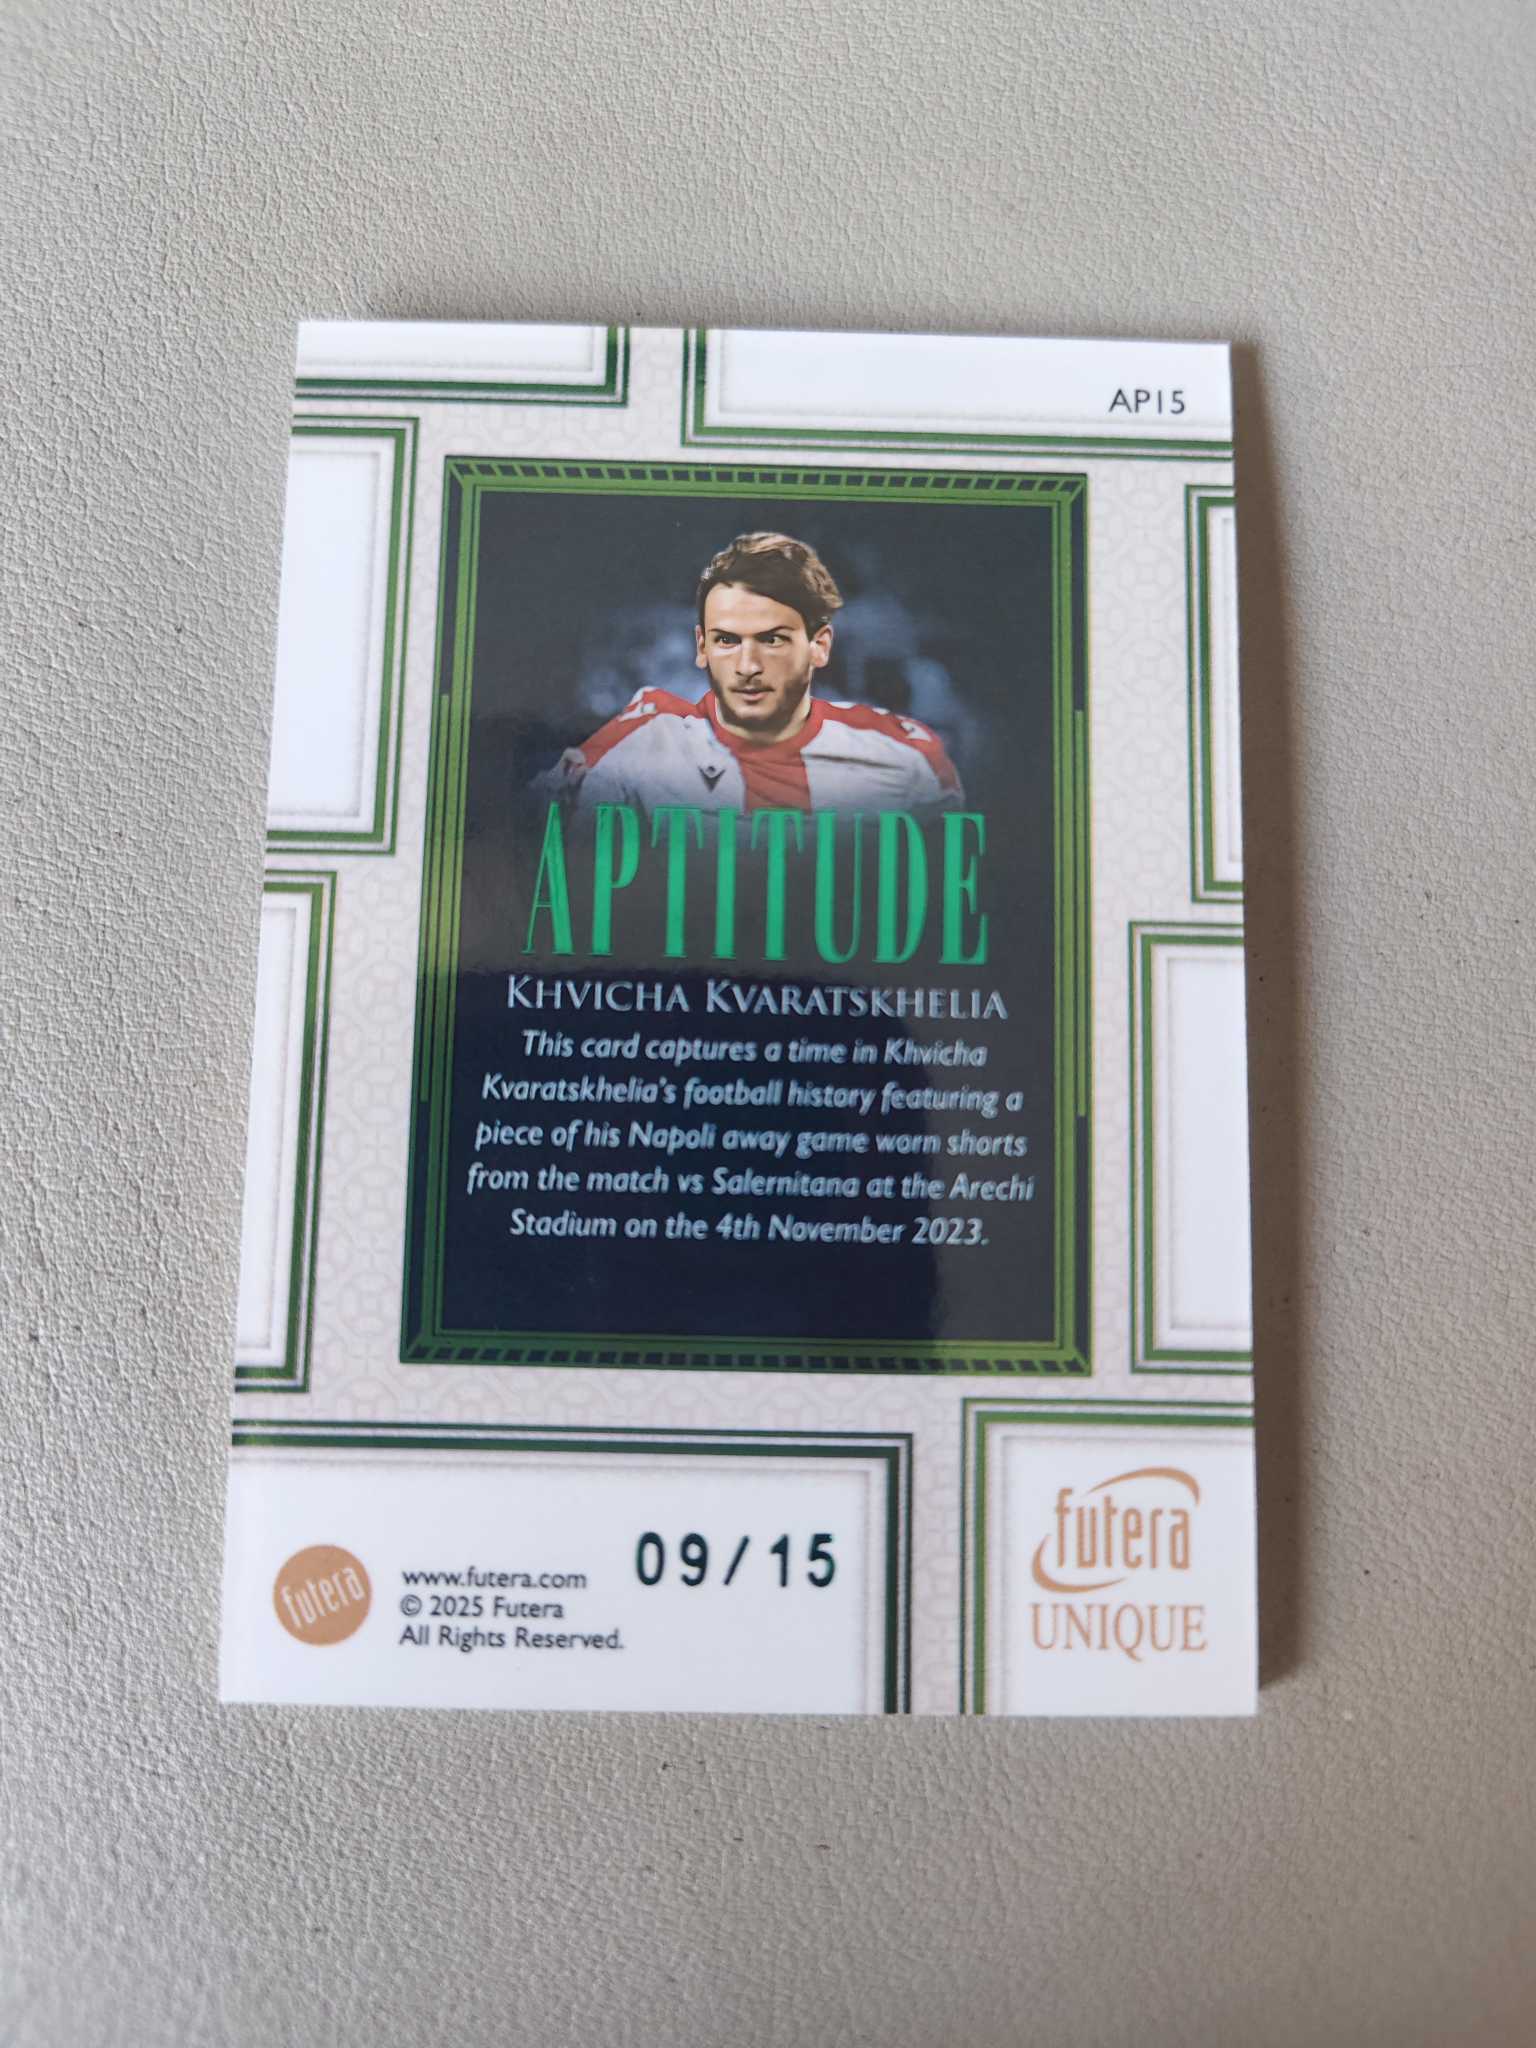 AP15
APTITUDE
KHVICHA KVARATSKHELIA
This card captures a time in Khvicha
Kvaratskhelia's football history featuring a
piece of his Napoli away game worn shorts
from the match vs Salernitana at the Arechi
Stadium on the 4th November 2023.
09/15
futera
www.futera.com
© 2025 Futera
All Rights Reserved.
futera
UNIQUE